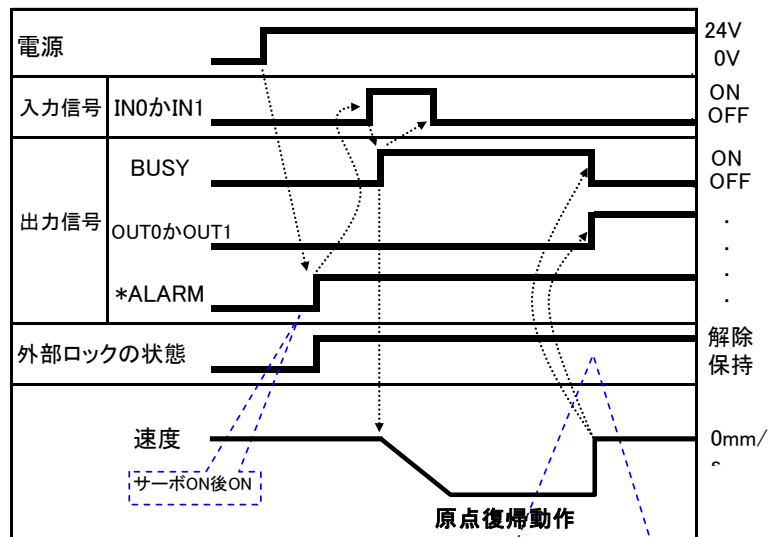 電源
24V
0V
入力信号
IN0かIN1
ON
OFF
出力信号
BUSY
ON
OFF
OUT0かOUT1
.
.
*ALARM
.
.
外部ロックの状態
解除
保持
速度
0mm/
サーボON後ON
原点復帰動作